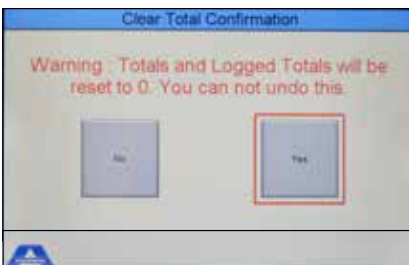 Clear Total Confirmation
Warning : Totals and Logged Totals will be
reset to 0. You can not undo this.
No
Yes